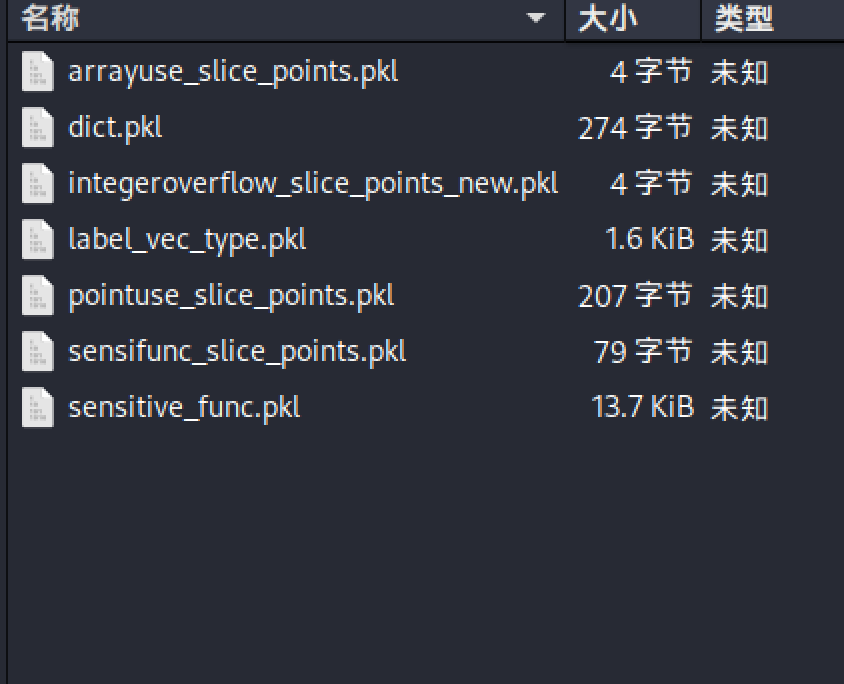 名称 大小 类型
arrayuse_slice_points.pkl 4 字节 未知
dict.pkl 274 字节 未知
integeroverflow_slice_points_new.pkl 4 字节 未知
label_vec_type.pkl 1.6 KiB 未知
pointuse_slice_points.pkl 207 字节 未知
sensifunc_slice_points.pkl 79 字节 未知
sensitive_func.pkl 13.7 KiB 未知